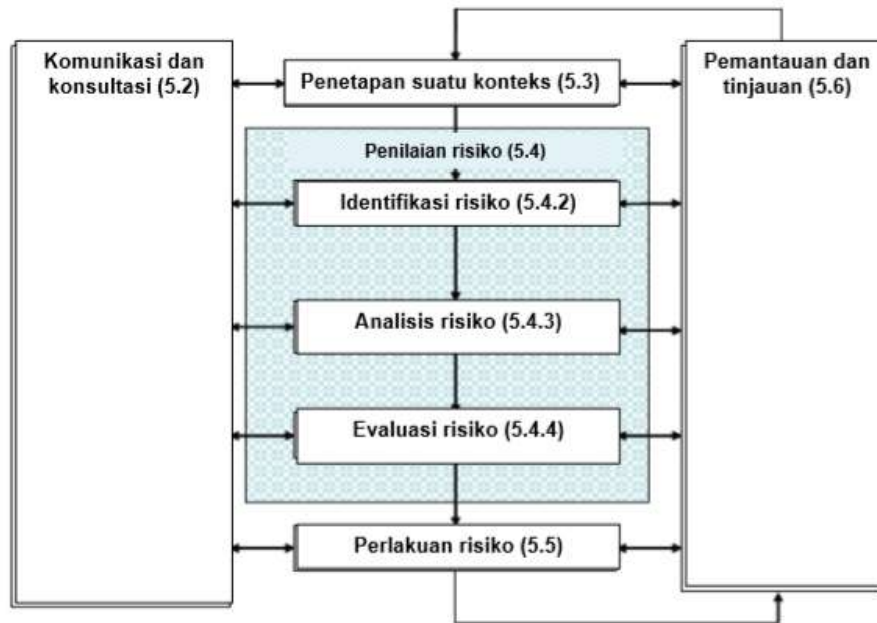 Komunikasi dan
konsultasi (5.2)
Penetapan suatu konteks (5.3)
Pemantauan dan
tinjauan (5.6)
Penilaian risiko (5.4)
Identifikasi risiko (5.4.2)
Analisis risiko (5.4.3)
Evaluasi risiko (5.4.4)
Perlakuan risiko (5.5)